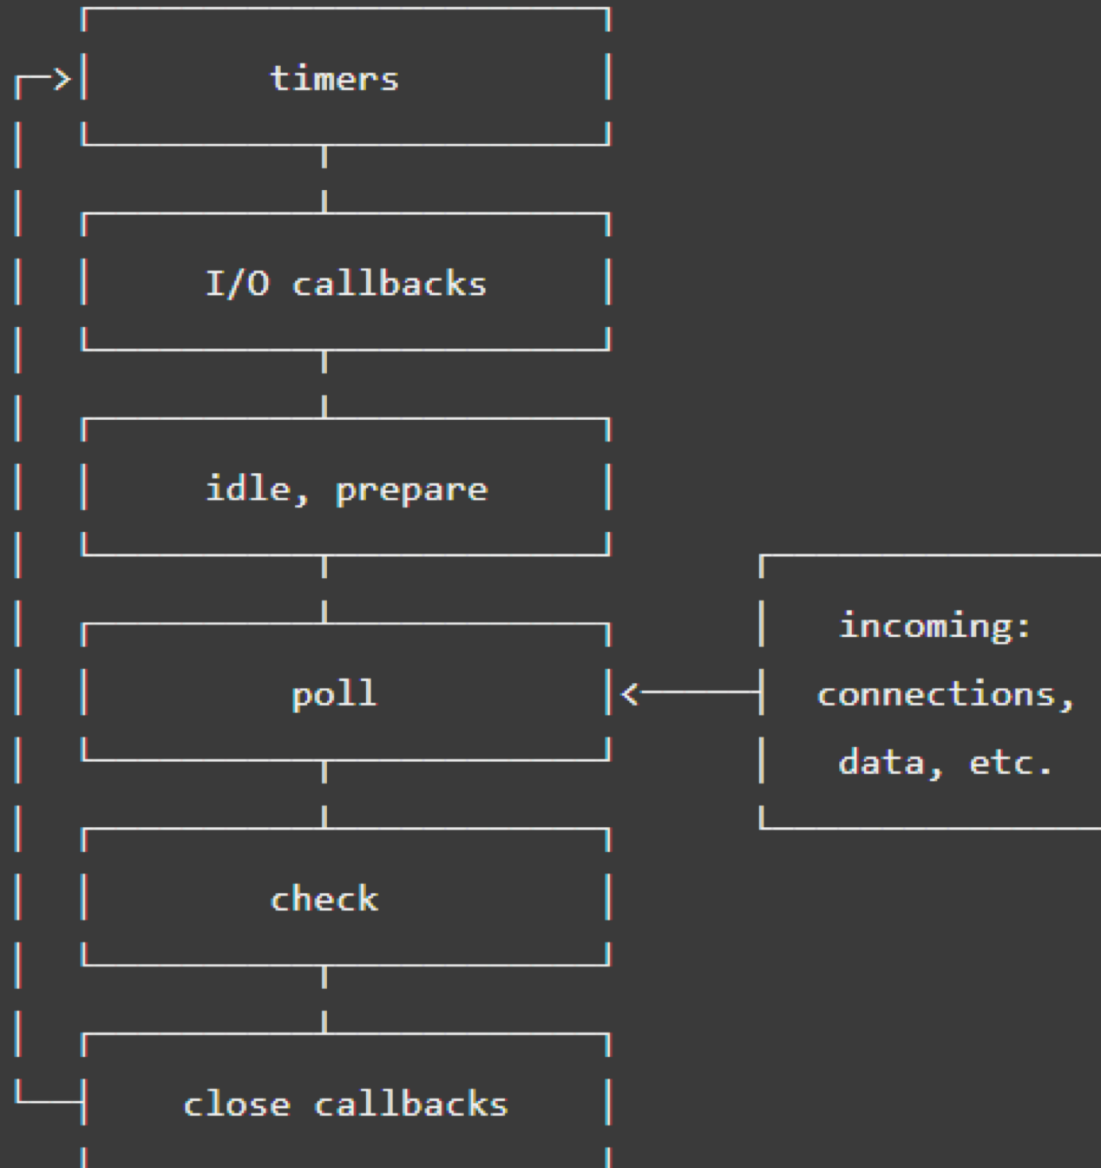 timers
I/O callbacks
idle, prepare
incoming:
poll
connections,
data, etc.
check
close callbacks